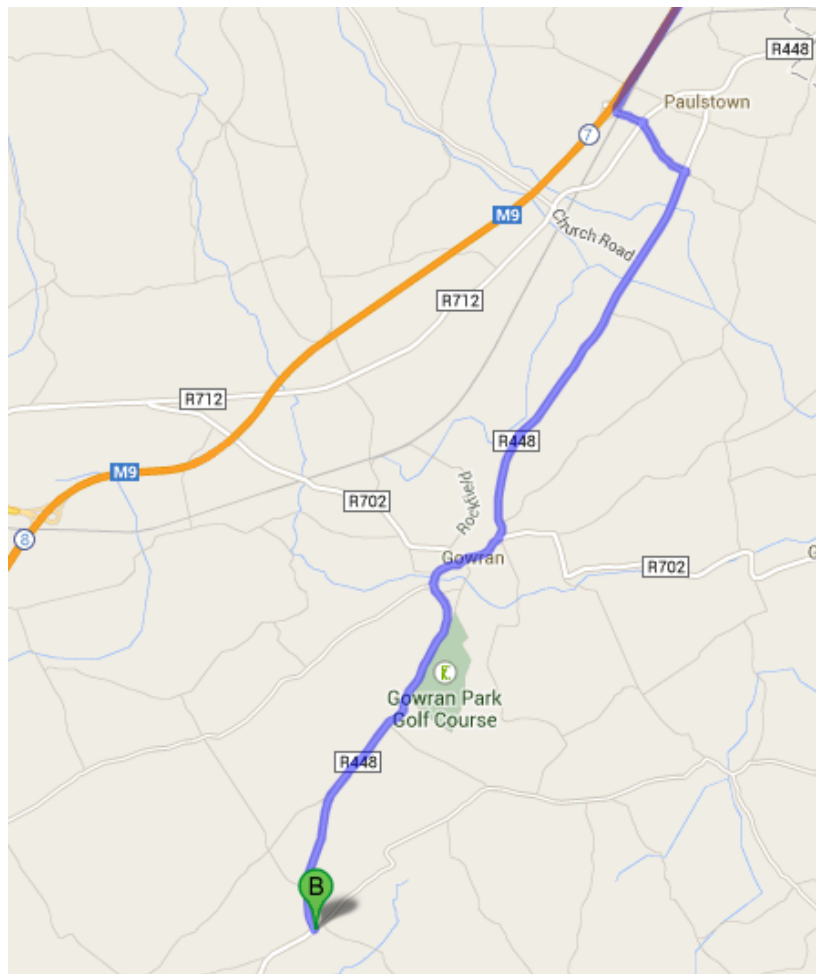 R448
Paulstown
7
M9
Church Road
R712
R712
R448
M9
R702
Rockfield
8
Gowran
R702
G
Gowran Park
Golf Course
R448
B